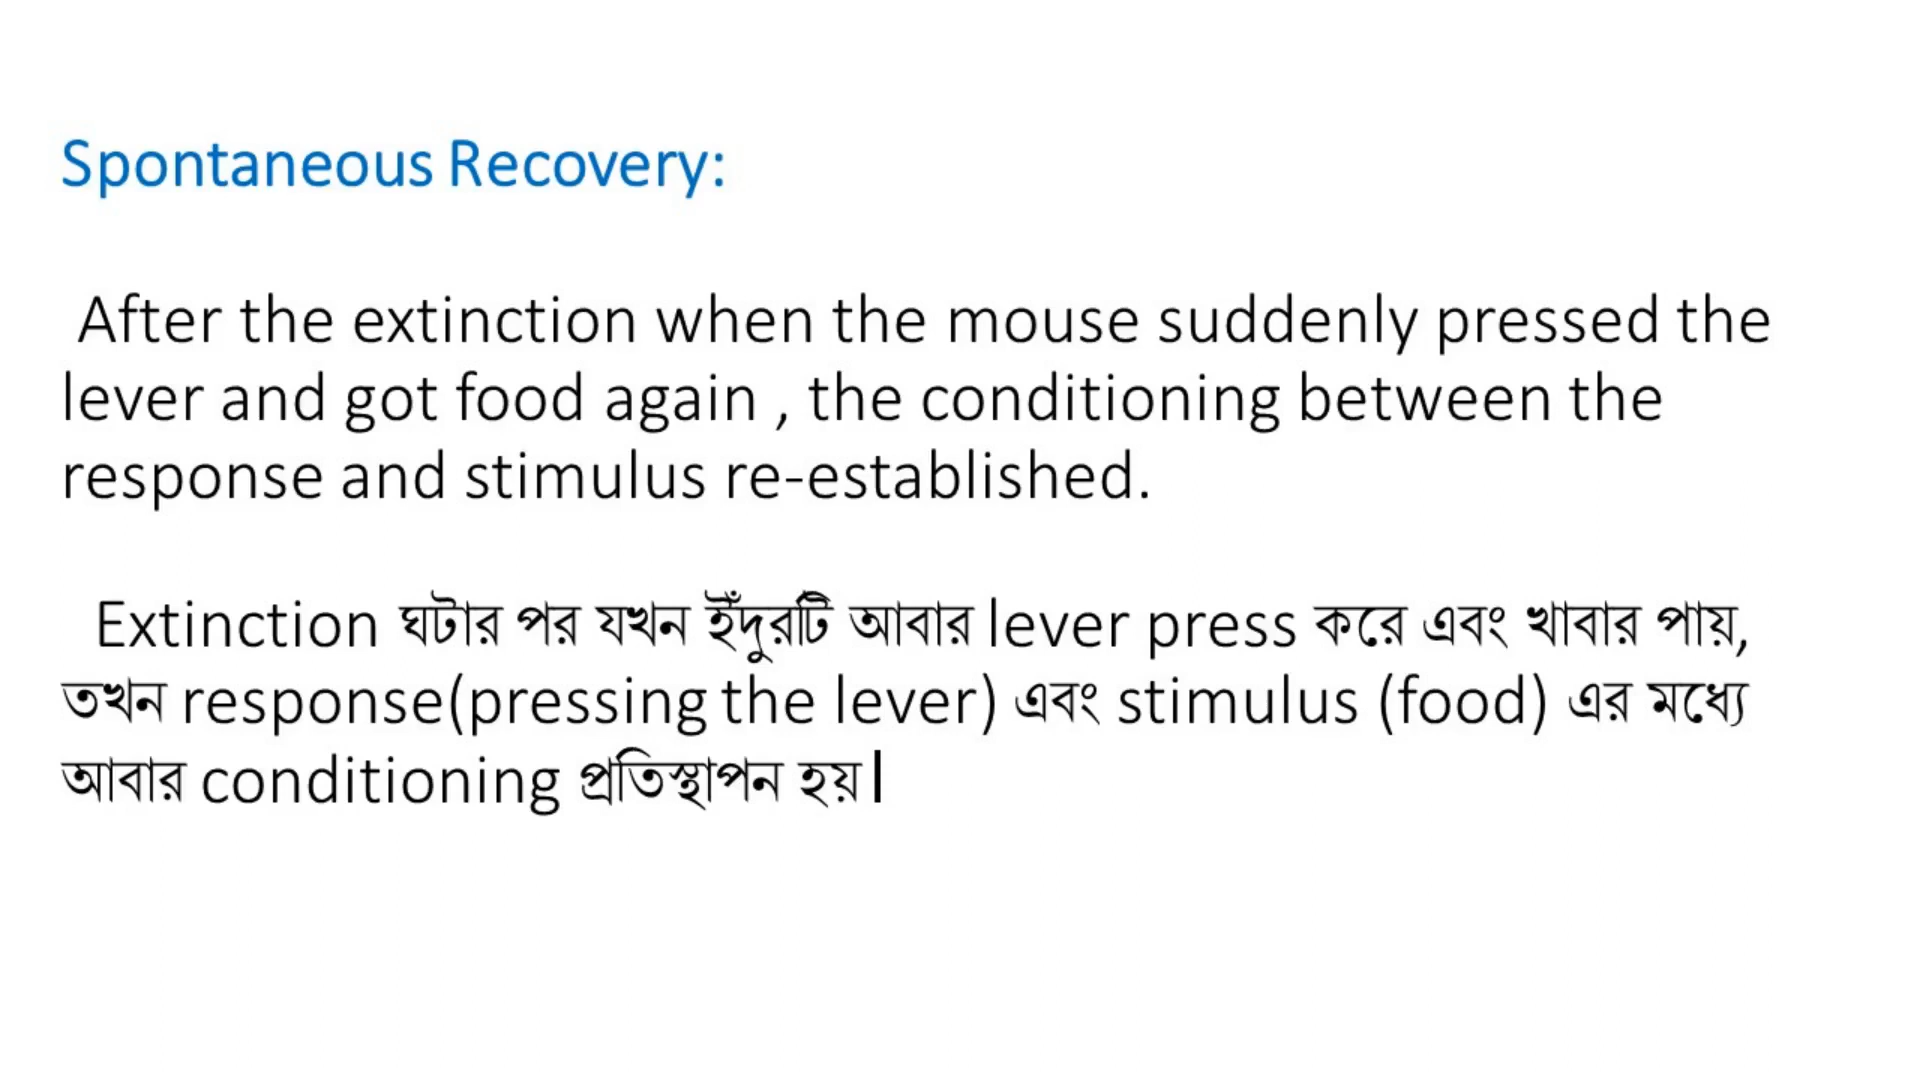 Spontaneous Recovery:
After the extinction when the mouse suddenly pressed the
lever and got food again , the conditioning between the
response and stimulus re-established.
Extinction ঘটার পর যখন ইঁদুরটি আবার lever press করে এবং খাবার পায়,
তখন response(pressing the lever) এবং stimulus (food) এর মধ্যে
আবার conditioning প্রতিস্থাপন হয়।